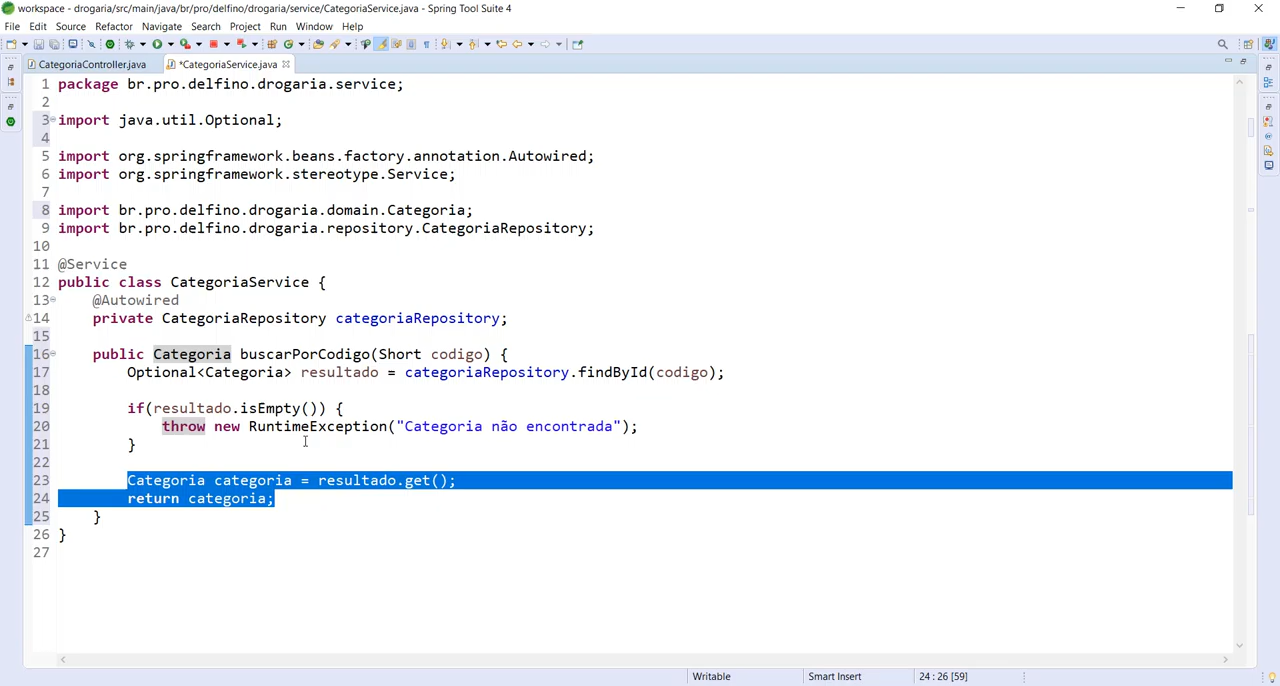 workspace - drogaria/src/main/java/br/pro/delfino/drogaria/service/CategoriaService.java - Spring Tool Suite 4
File Edit Source Refactor Navigate Search Project Run Window Help
CategoriaController.java *CategoriaService.java
1 package br.pro.delfino.drogaria.service;
2
3 import java.util.Optional;
4
5 import org.springframework.beans.factory.annotation.Autowired;
6 import org.springframework.stereotype.Service;
7
8 import br.pro.delfino.drogaria.domain.Categoria;
9 import br.pro.delfino.drogaria.repository.CategoriaRepository;
10
11 @Service
12 public class CategoriaService {
13 @Autowired
14 private CategoriaRepository categoriaRepository;
15
16 public Categoria buscarPorCodigo(Short codigo) {
17 Optional<Categoria> resultado = categoriaRepository.findById(codigo);
18
19 if(resultado.isEmpty()) {
20 throw new RuntimeException("Categoria não encontrada");
21 }
22
23 Categoria categoria = resultado.get();
24 return categoria;
25 }
26 }
27
Writable Smart Insert 24 : 26 [59]